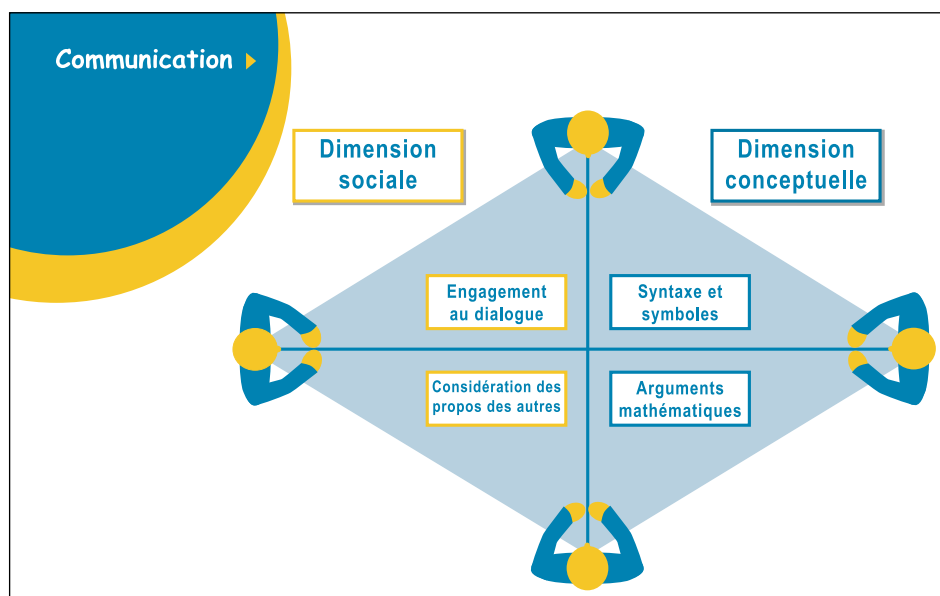 Communication
Dimension
sociale
Dimension
conceptuelle
Engagement
au dialogue
Syntaxe et
symboles
Considération des
propos des autres
Arguments
mathématiques